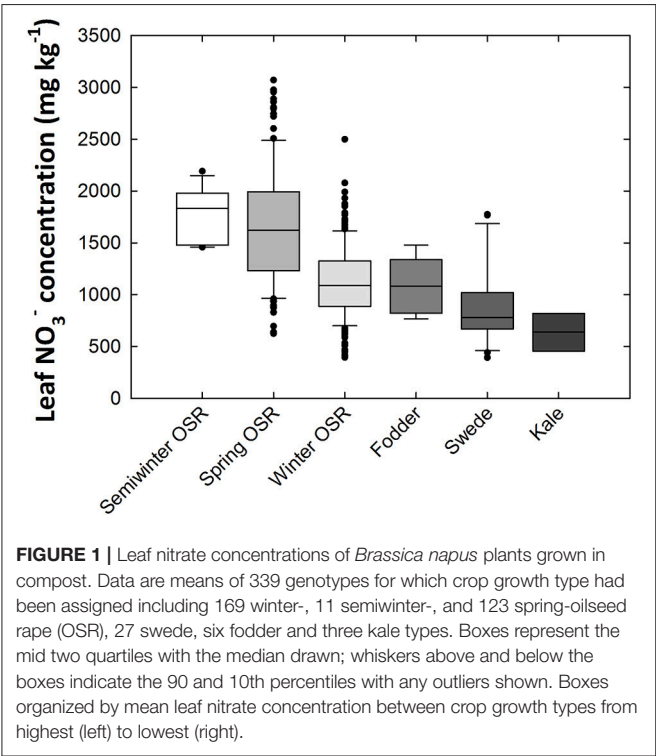 Leaf NO₃⁻ concentration (mg kg⁻¹)
3500
3000
2500
2000
1500
1000
500
0
Semiwinter OSR
Spring OSR
Winter OSR
Fodder
Swede
Kale
FIGURE 1 | Leaf nitrate concentrations of Brassica napus plants grown in
compost. Data are means of 339 genotypes for which crop growth type had
been assigned including 169 winter-, 11 semiwinter-, and 123 spring-oilseed
rape (OSR), 27 swede, six fodder and three kale types. Boxes represent the
mid two quartiles with the median drawn; whiskers above and below the
boxes indicate the 90 and 10th percentiles with any outliers shown. Boxes
organized by mean leaf nitrate concentration between crop growth types from
highest (left) to lowest (right).